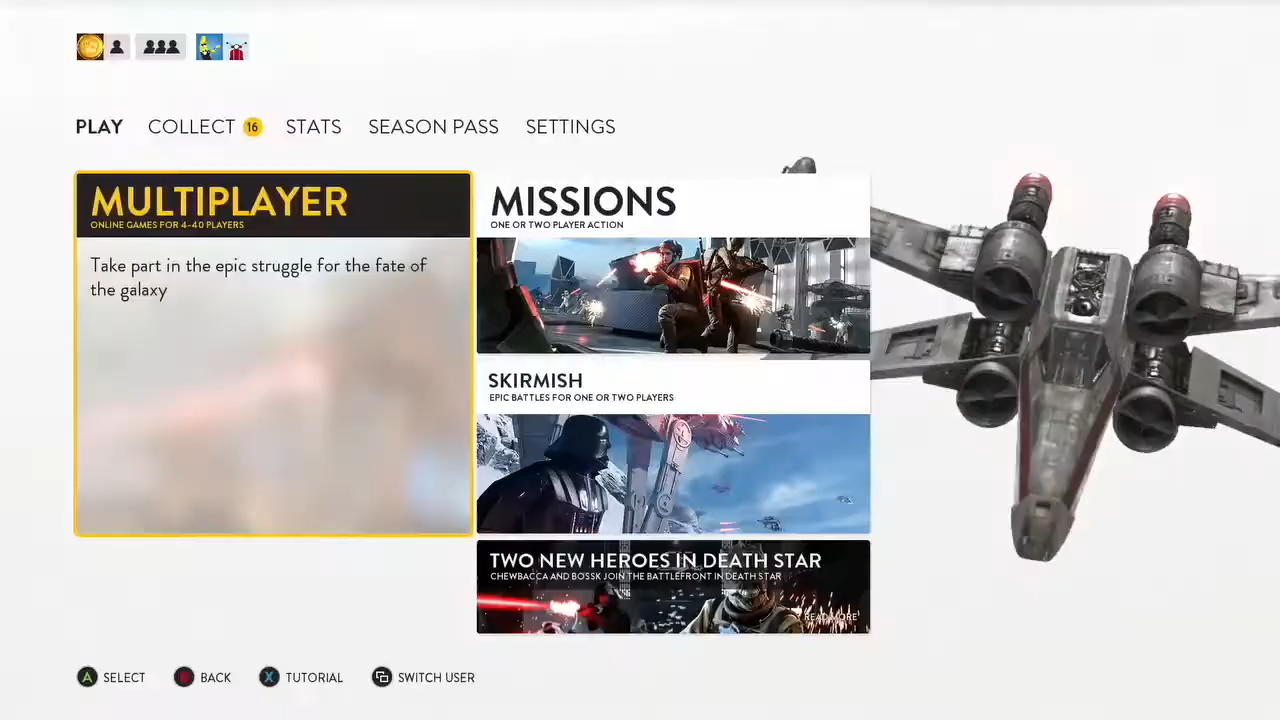 PLAY COLLECT 16 STATS SEASON PASS SETTINGS
MULTIPLAYER
ONLINE GAMES FOR 4-40 PLAYERS
Take part in the epic struggle for the fate of
the galaxy
MISSIONS
ONE OR TWO PLAYER ACTION
SKIRMISH
EPIC BATTLES FOR ONE OR TWO PLAYERS
TWO NEW HEROES IN DEATH STAR
CHEWBACCA AND BOSSK JOIN THE BATTLEFRONT IN DEATH STAR
READ MORE
A SELECT B BACK X TUTORIAL SWITCH USER